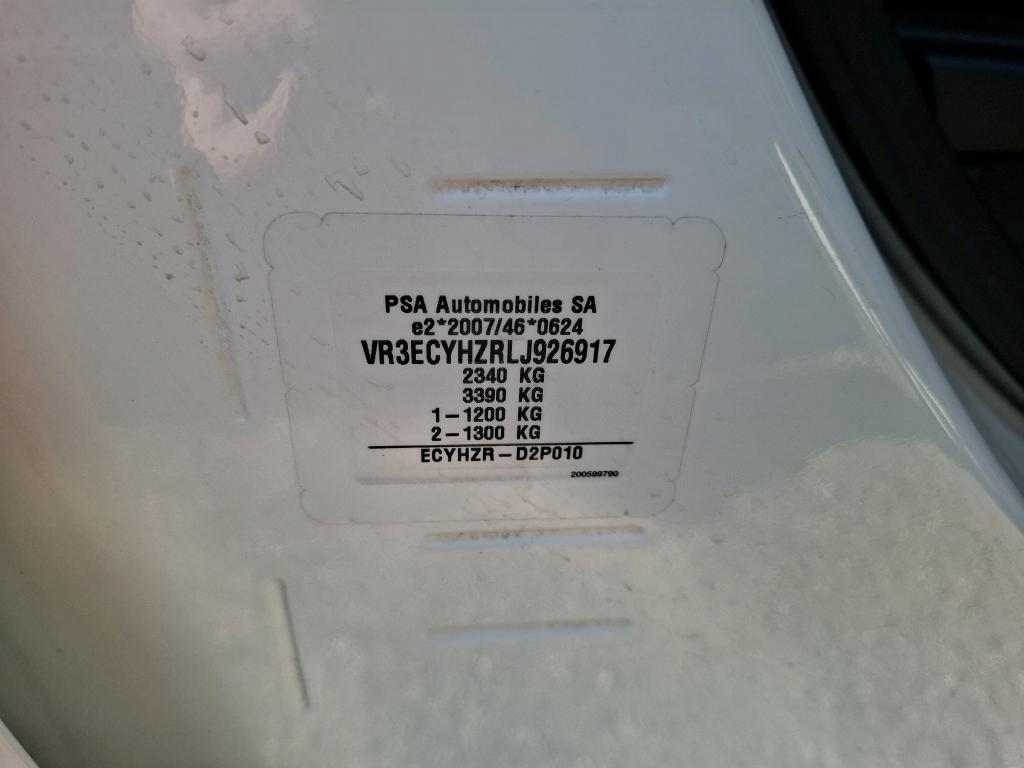 PSA Automobiles SA
e2*2007/46*0624
VR3ECYHZRLJ926917
2340 KG
3390 KG
1-1200 KG
2-1300 KG
ECYHZR-D2P010
200599790